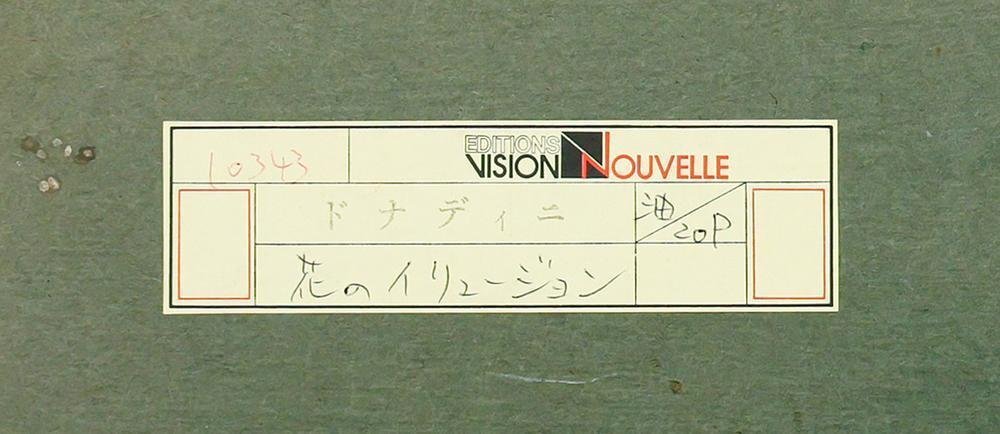 10343
EDITIONS
VISION NOUVELLE
ドナディニ
油/20P
花のイリュージョン